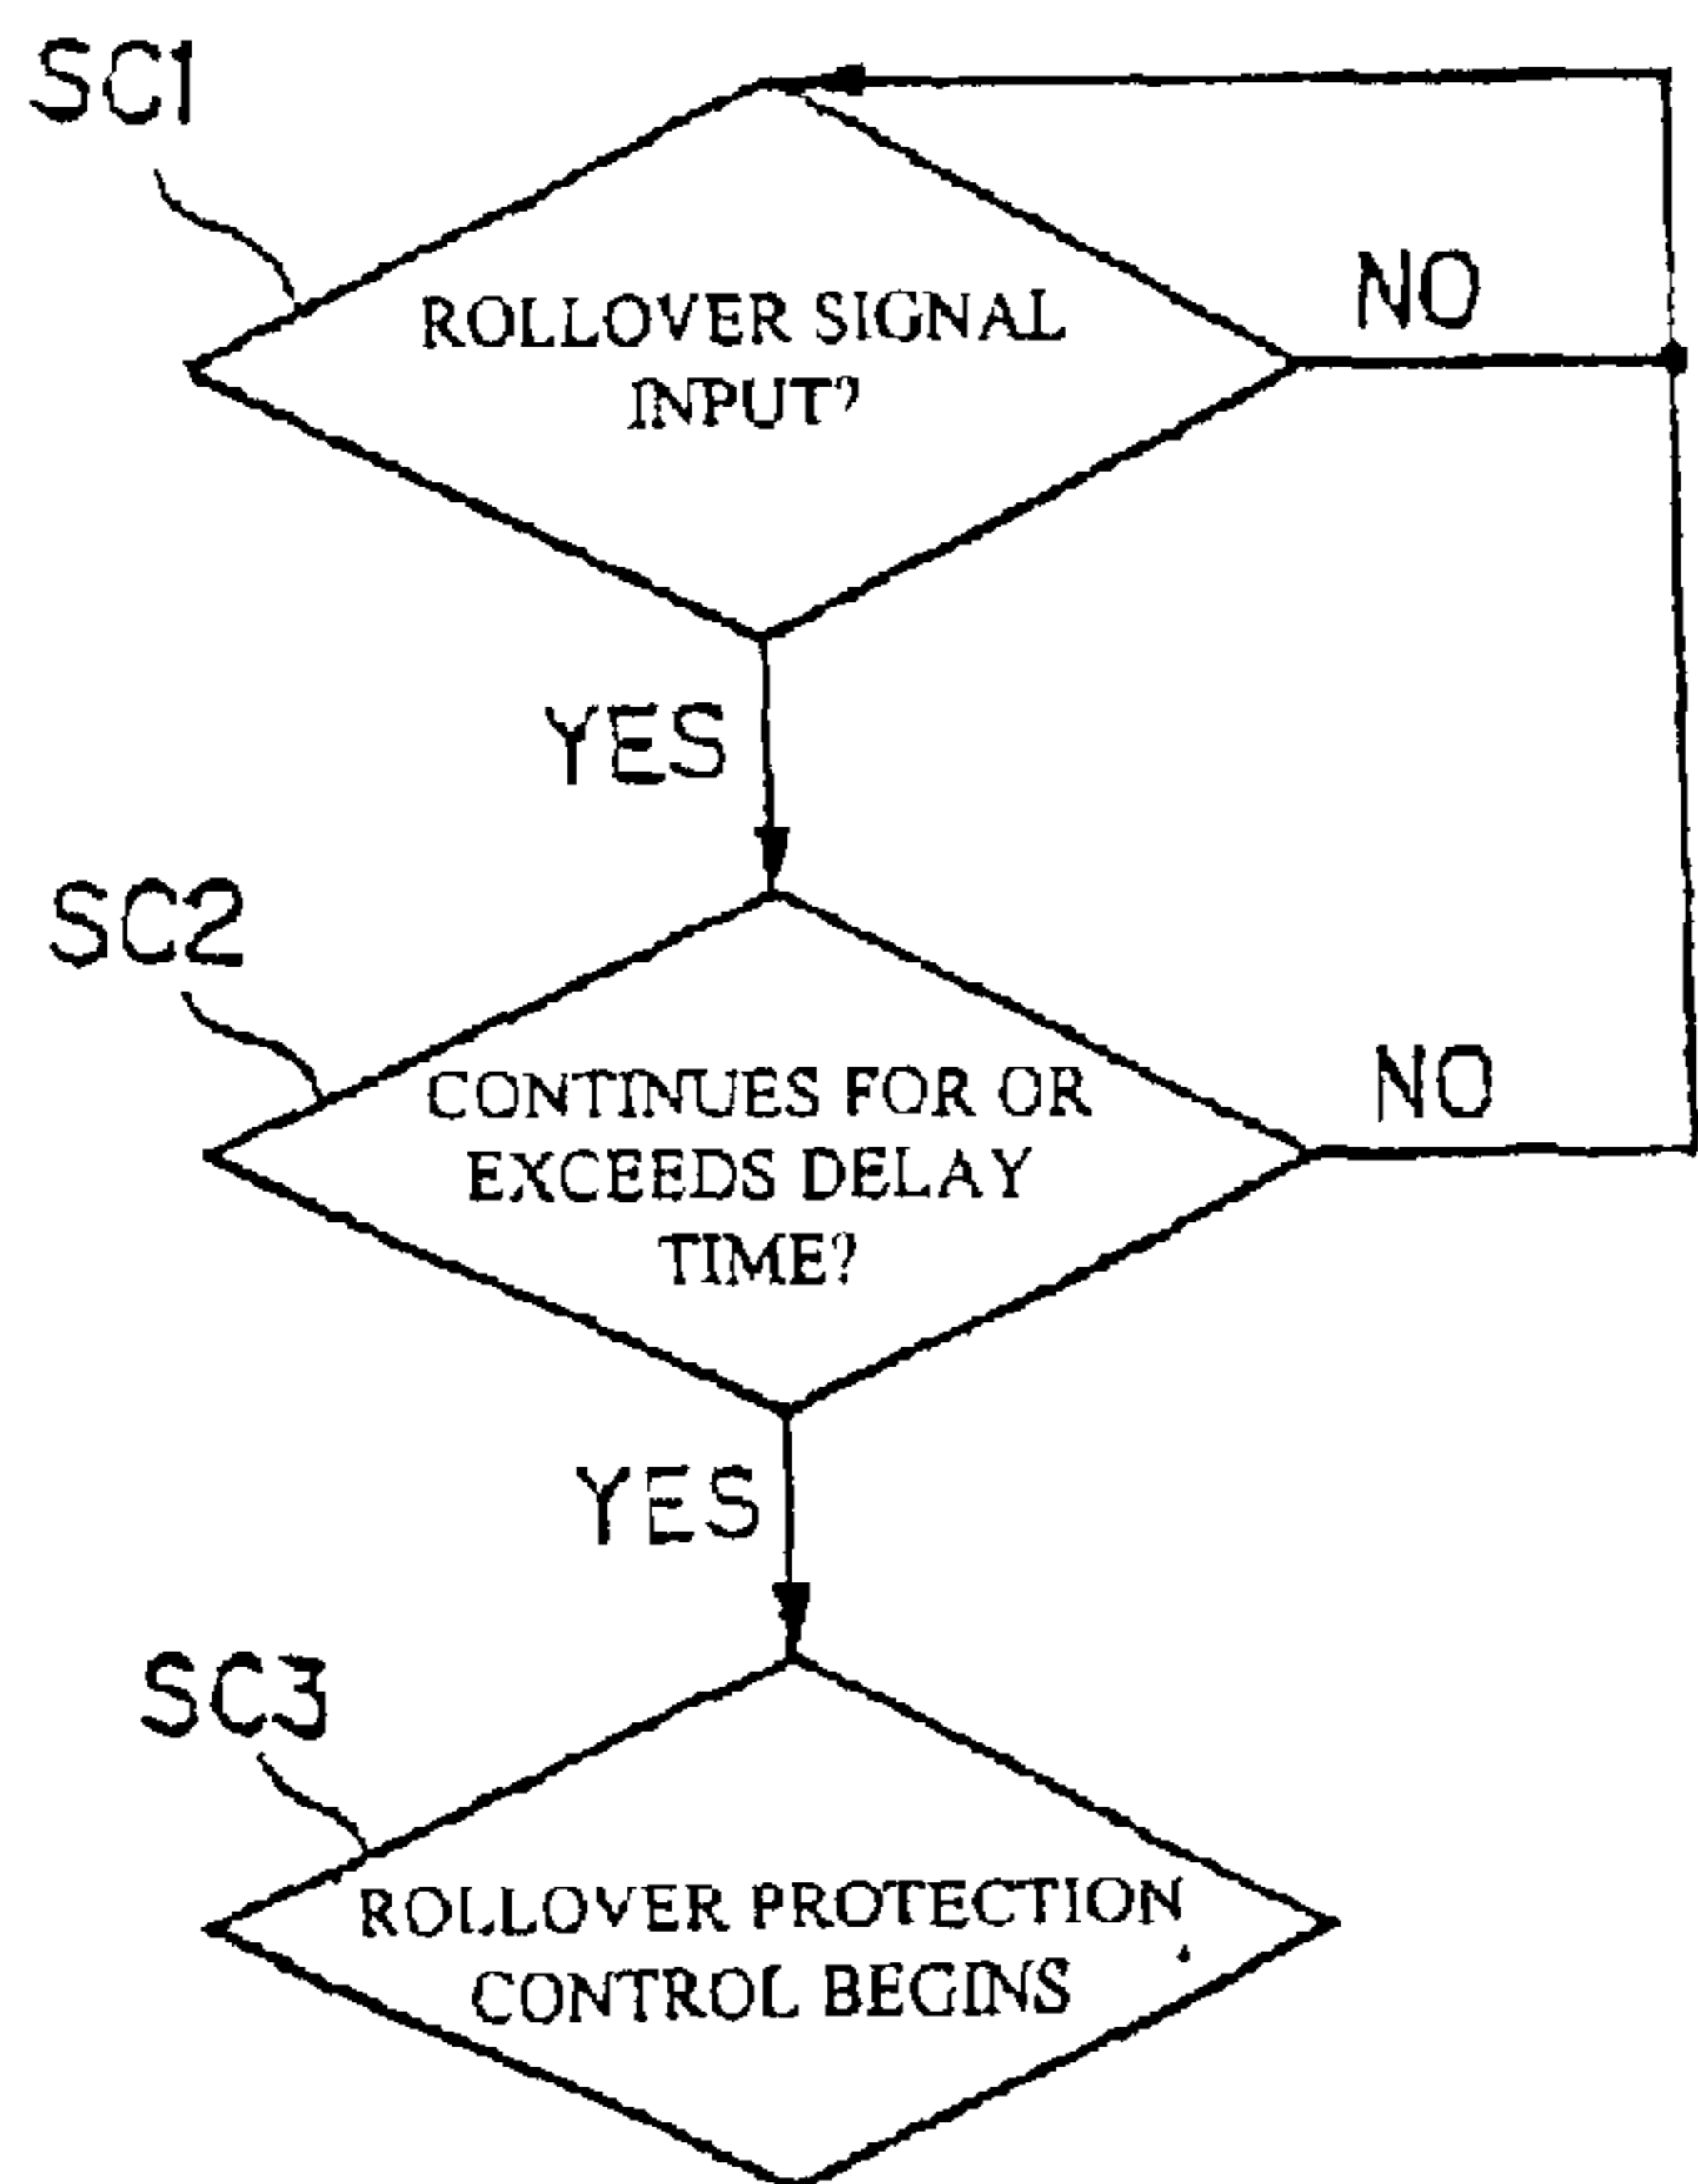 SC1
ROLLOVER SIGNAL
INPUT?
NO
YES
SC2
CONTINUES FOR OR
EXCEEDS DELAY
TIME?
NO
YES
SC3
ROLLOVER PROTECTION
CONTROL BEGINS